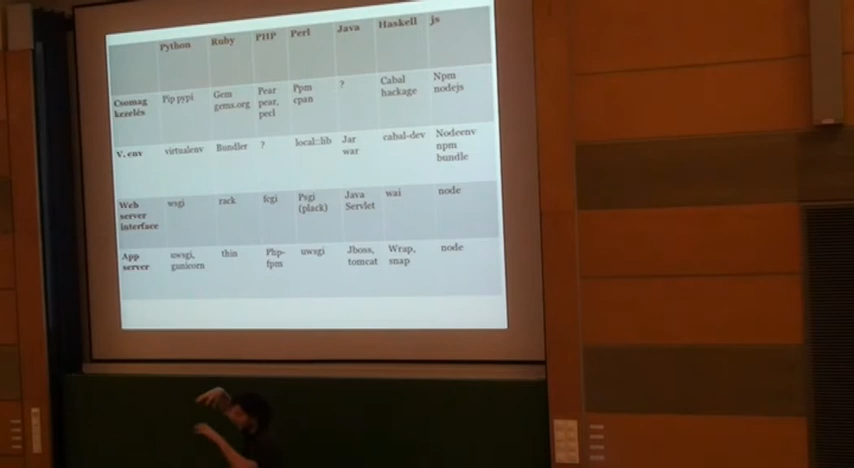 Python Ruby PHP Perl Java Haskell js
Csomag kezelés Pip pypi Gem gems.org Pear pear, pecl Ppm cpan ? Cabal hackage Npm nodejs
V. env virtualenv Bundler ? local::lib Jar war cabal-dev Nodeenv npm bundle
Web server interface wsgi rack fcgi Psgi (plack) Java Servlet wai node
App server uwsgi, gunicorn thin Php-fpm uwsgi Jboss, tomcat Wrap, snap node